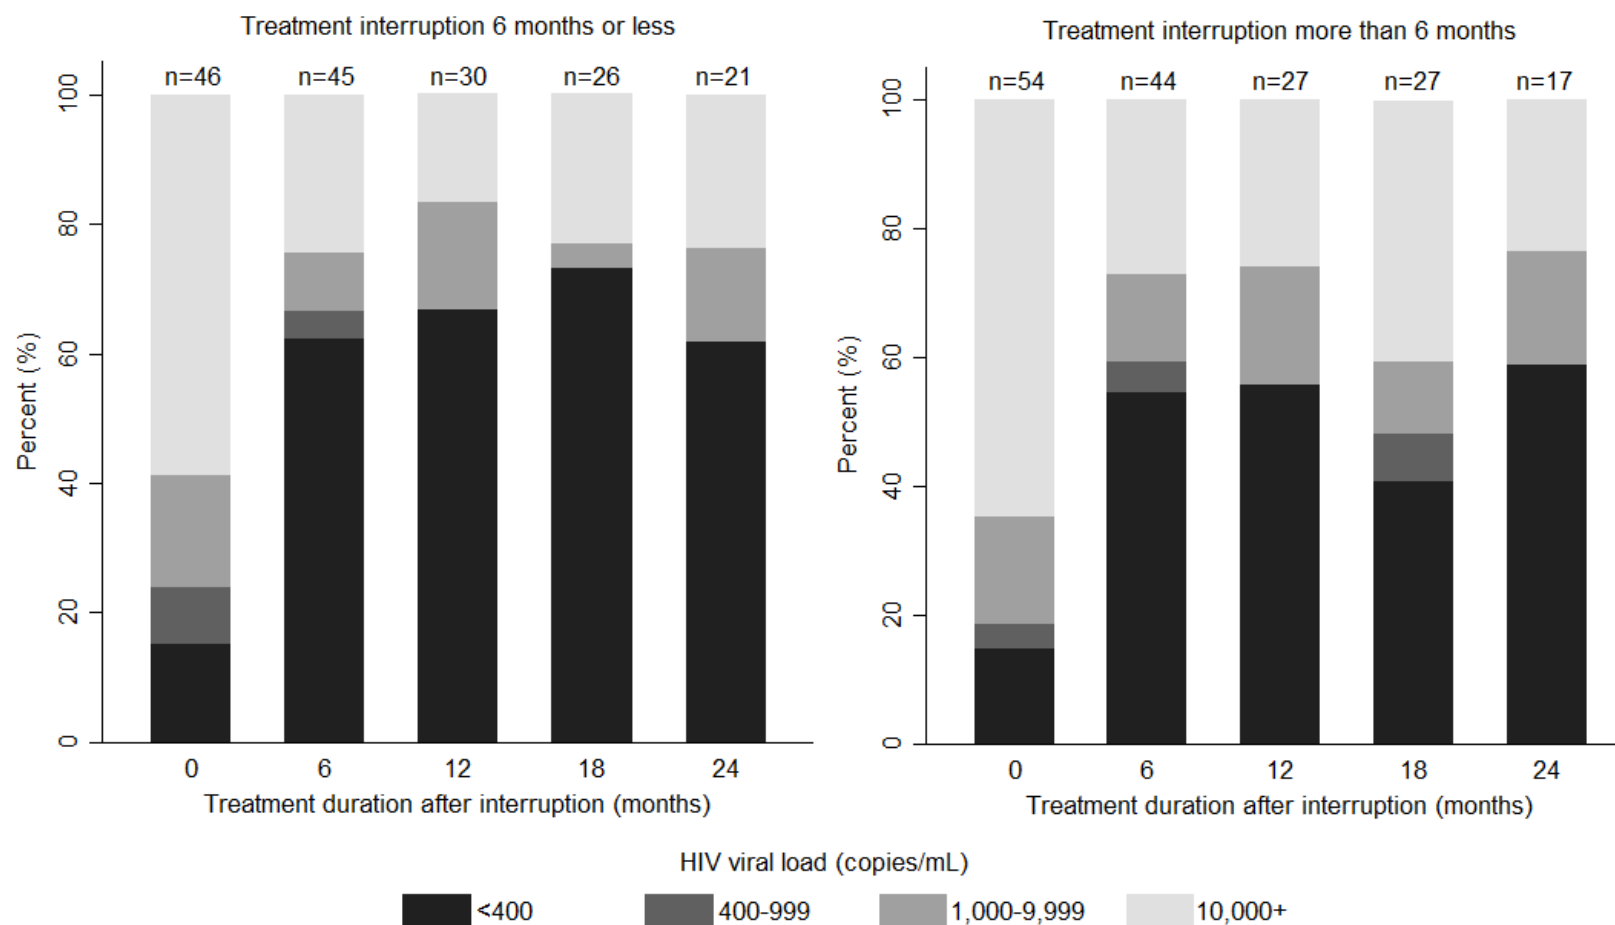 Treatment interruption 6 months or less
n=46 n=45 n=30 n=26 n=21
100
80
60
40
20
0
Percent (%)
0 6 12 18 24
Treatment duration after interruption (months)
Treatment interruption more than 6 months
n=54 n=44 n=27 n=27 n=17
100
80
60
40
20
0
Percent (%)
0 6 12 18 24
Treatment duration after interruption (months)
HIV viral load (copies/mL)
<400 400-999 1,000-9,999 10,000+